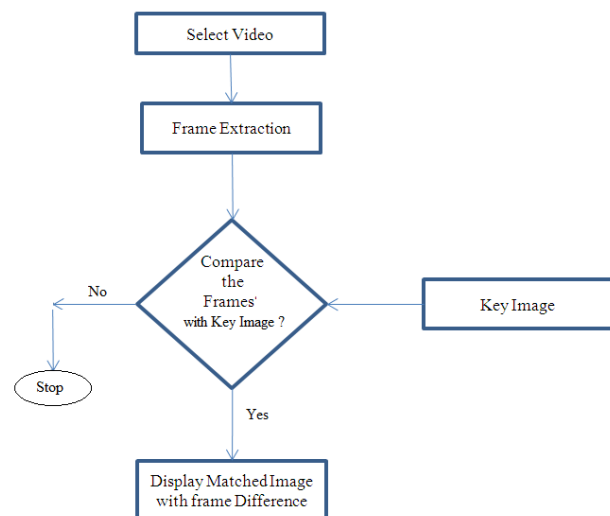 Select Video
Frame Extraction
Compare
the
Frames'
with Key Image ?
No
Key Image
Stop
Yes
Display Matched Image
with frame Difference